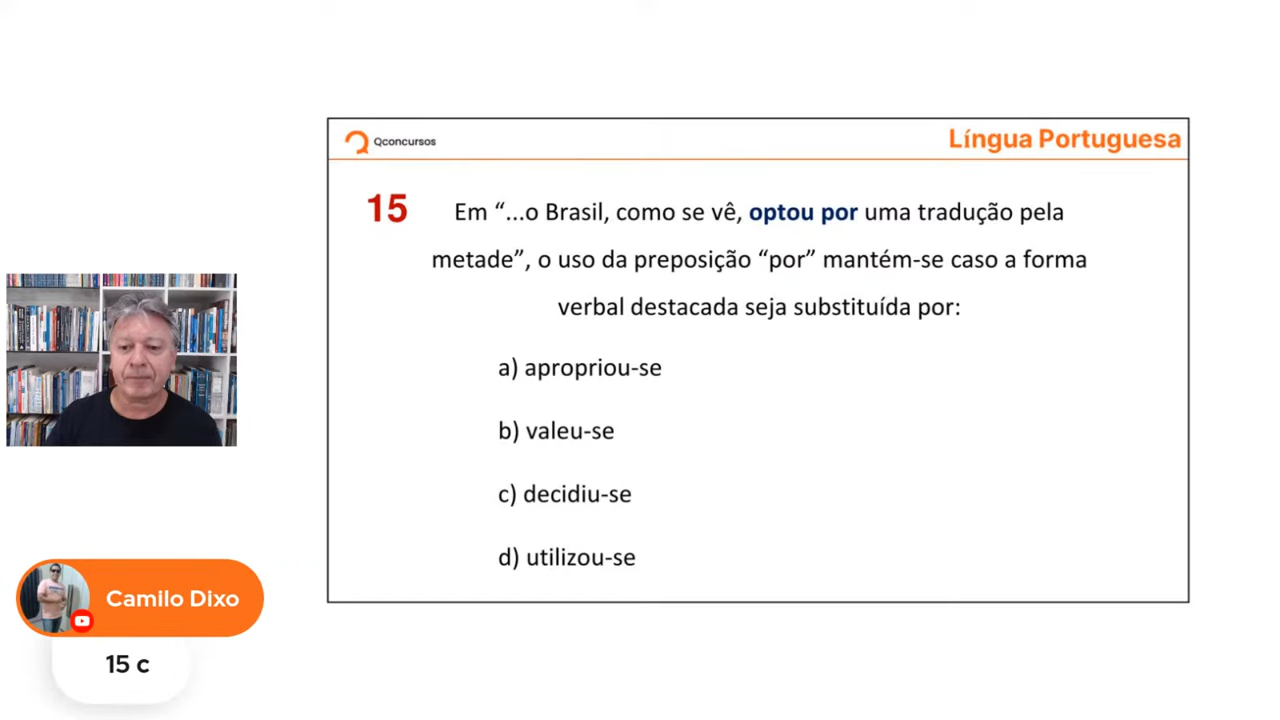 Qconcursos
Língua Portuguesa
15 Em “...o Brasil, como se vê, optou por uma tradução pela
metade”, o uso da preposição “por” mantém-se caso a forma
verbal destacada seja substituída por:
a) apropriou-se
b) valeu-se
c) decidiu-se
d) utilizou-se
Camilo Dixo
15 c